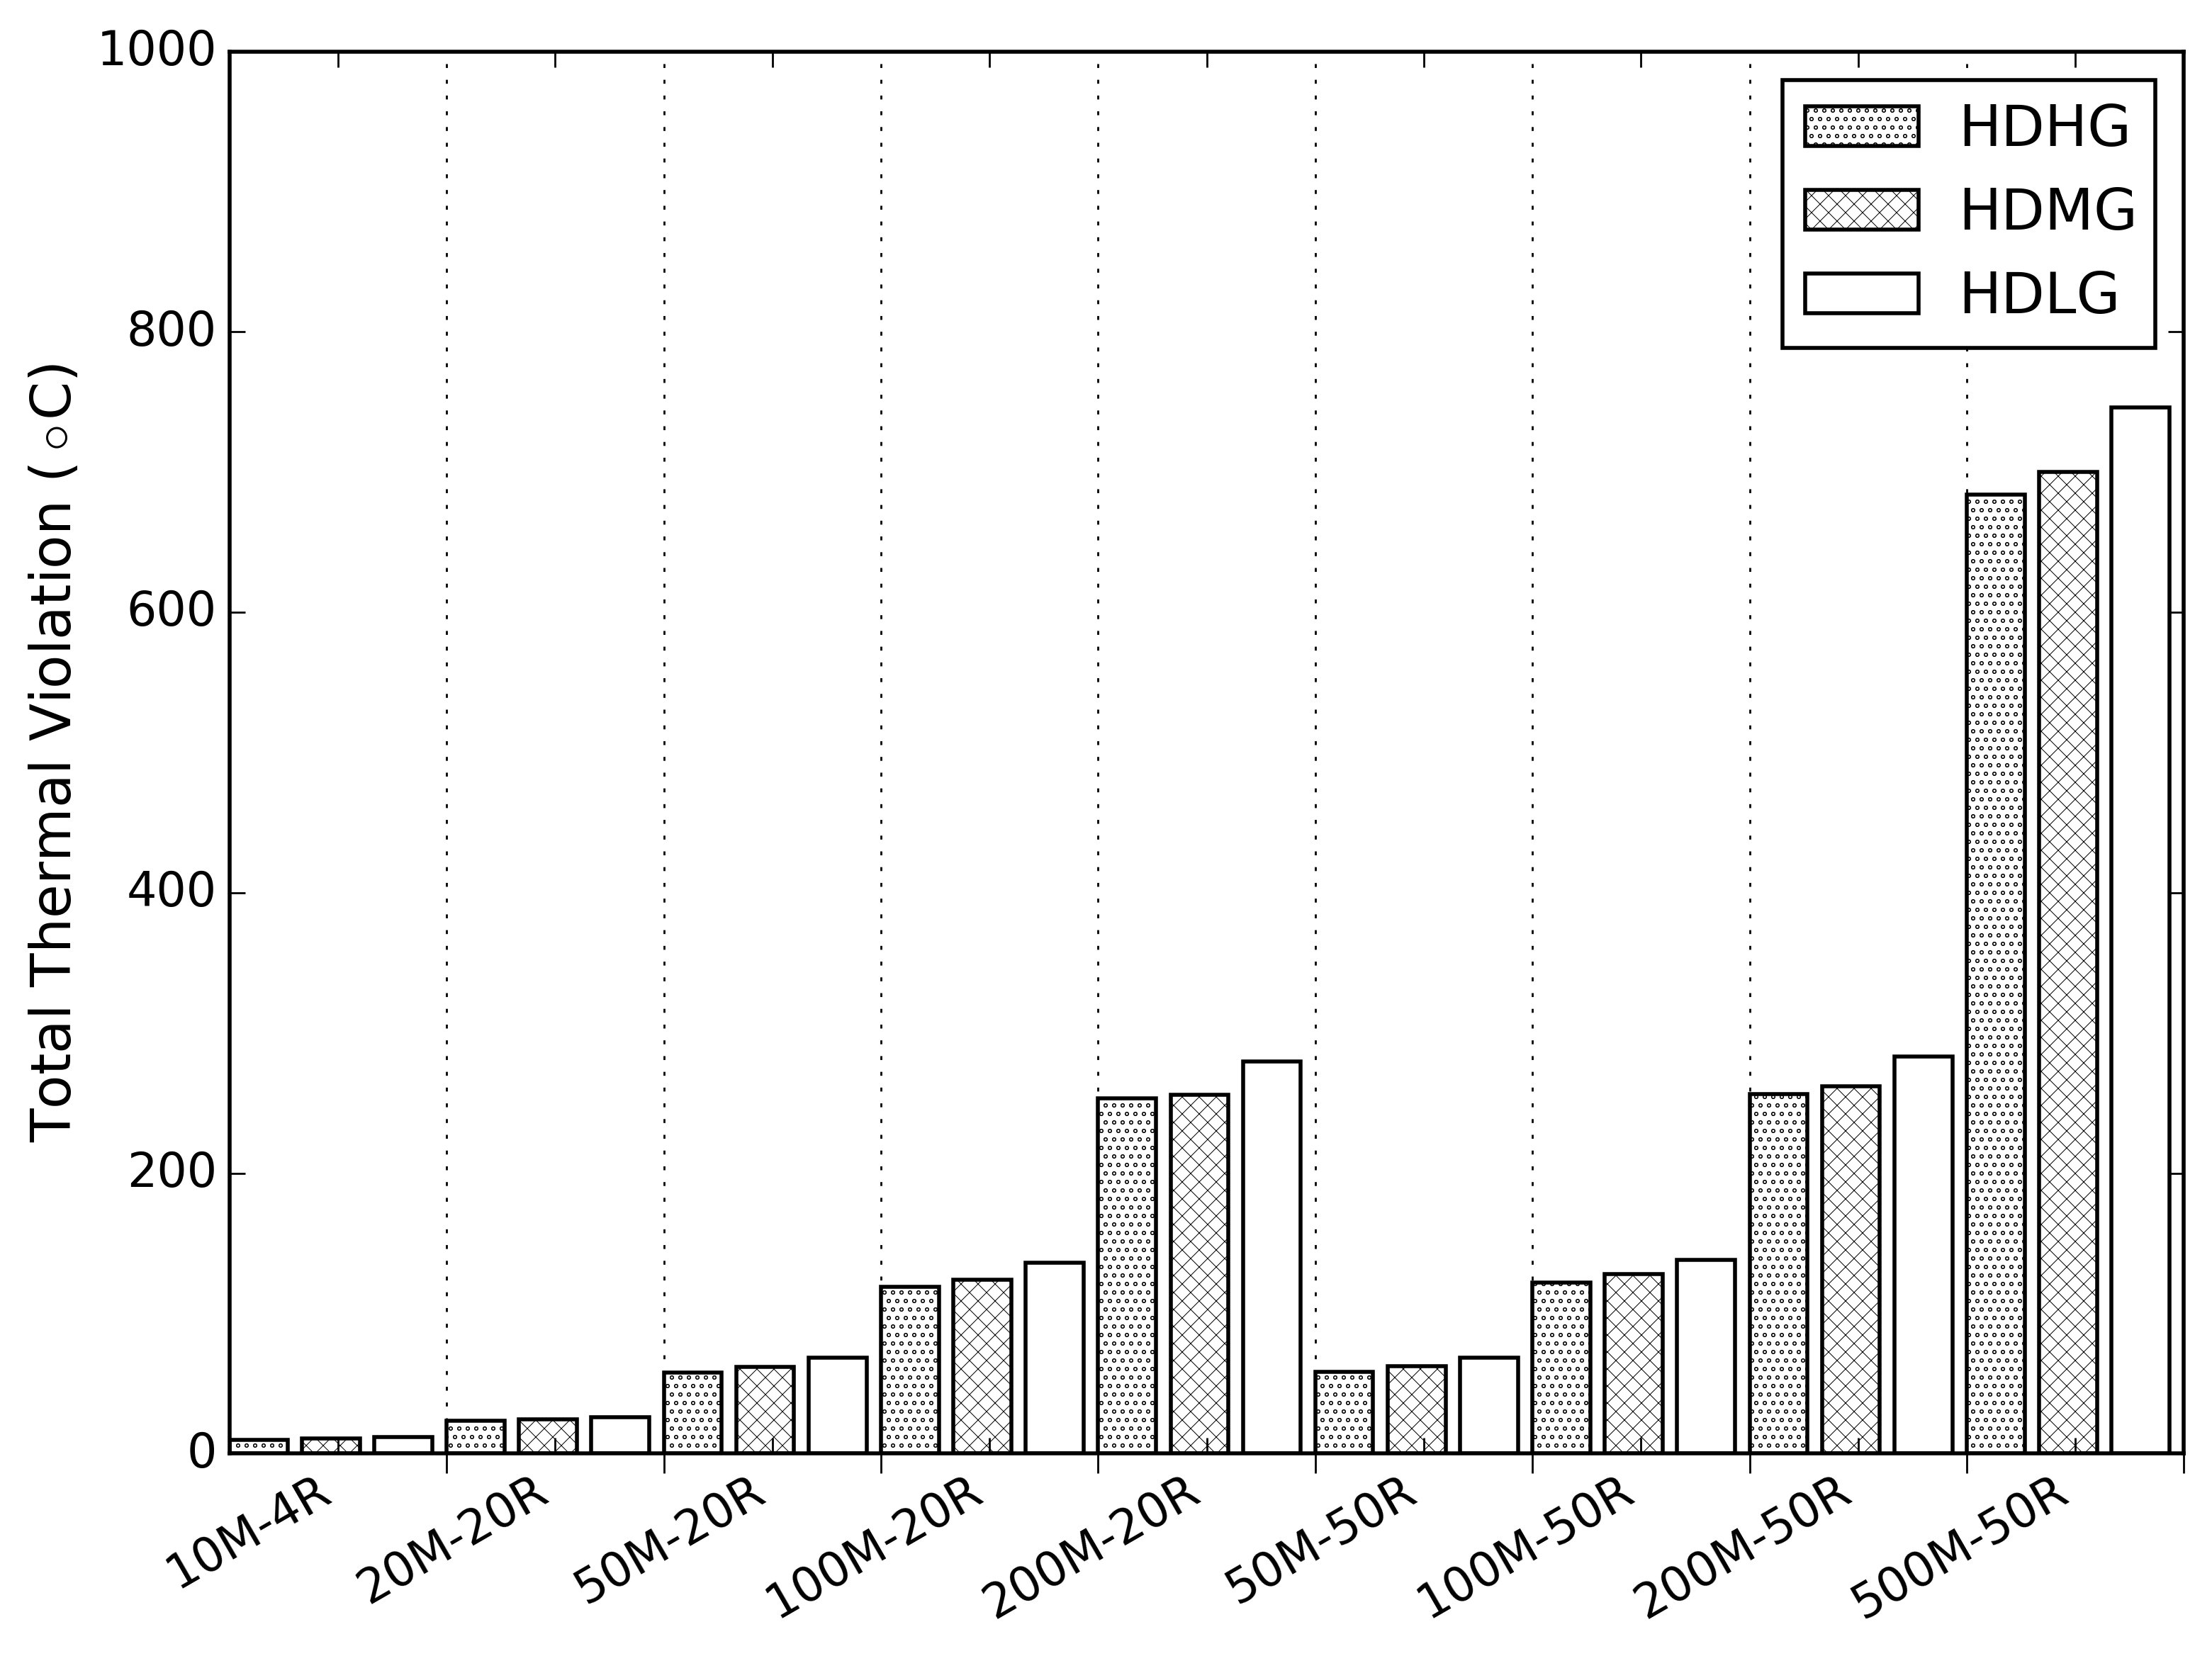 Total Thermal Violation (∘C)
1000
800
600
400
200
0
HDHG
HDMG
HDLG
10M-4R
20M-20R
50M-20R
100M-20R
200M-20R
50M-50R
100M-50R
200M-50R
500M-50R